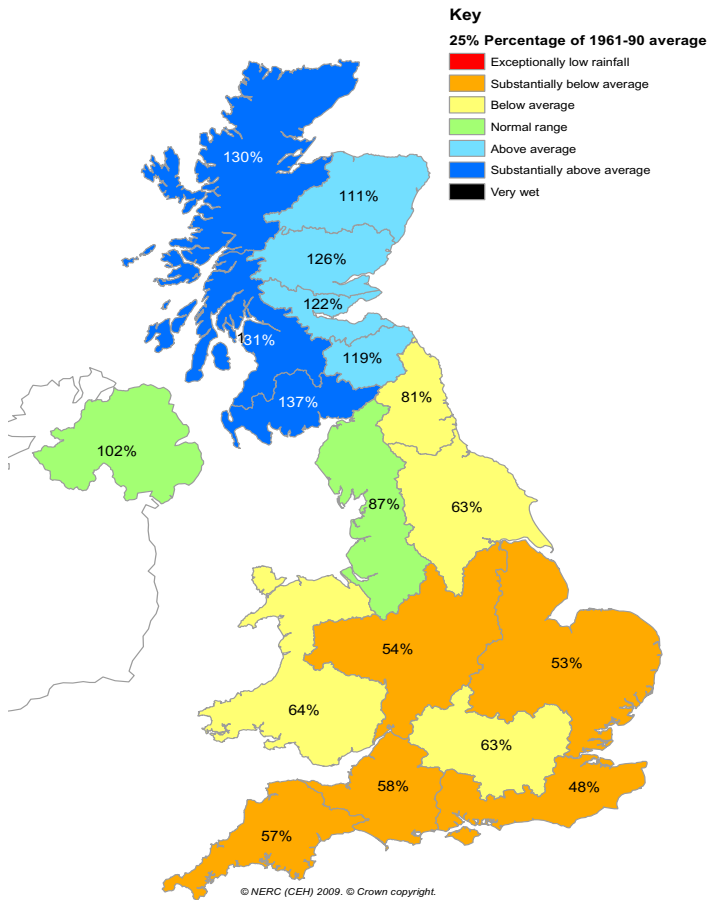 Key
25% Percentage of 1961-90 average
Exceptionally low rainfall
Substantially below average
Below average
Normal range
Above average
Substantially above average
Very wet
130%
111%
126%
122%
131%
119%
137%
81%
102%
87%
63%
54%
53%
64%
63%
58%
48%
57%
© NERC (CEH) 2009. © Crown copyright.